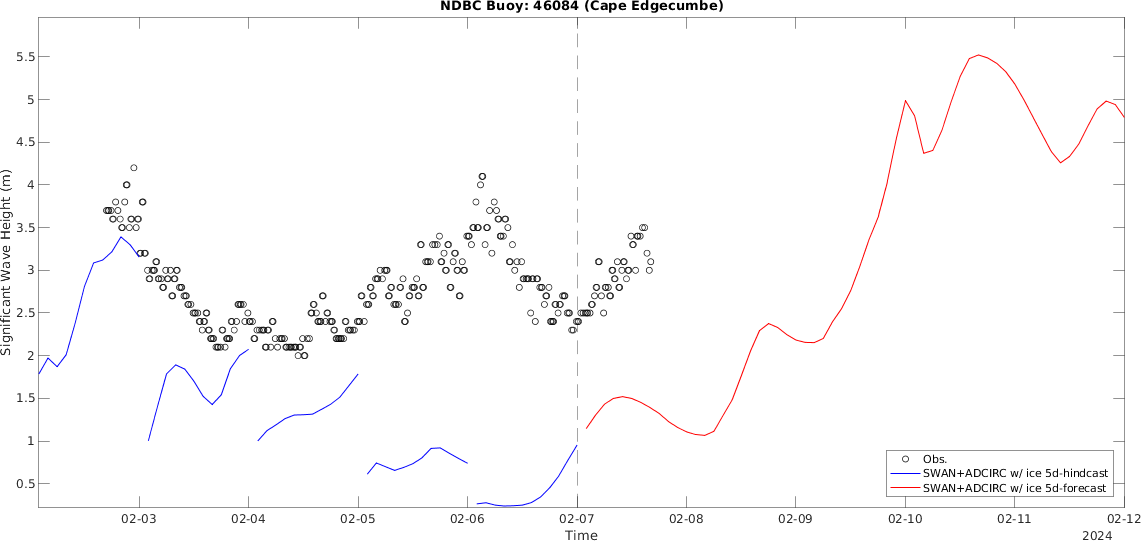 NDBC Buoy: 46084 (Cape Edgecumbe)
Significant Wave Height (m)
5.5
5
4.5
4
3.5
3
2.5
2
1.5
1
0.5
Obs.
SWAN+ADCIRC w/ ice 5d-hindcast
SWAN+ADCIRC w/ ice 5d-forecast
02-03 02-04 02-05 02-06 02-07 02-08 02-09 02-10 02-11 02-12
Time
2024